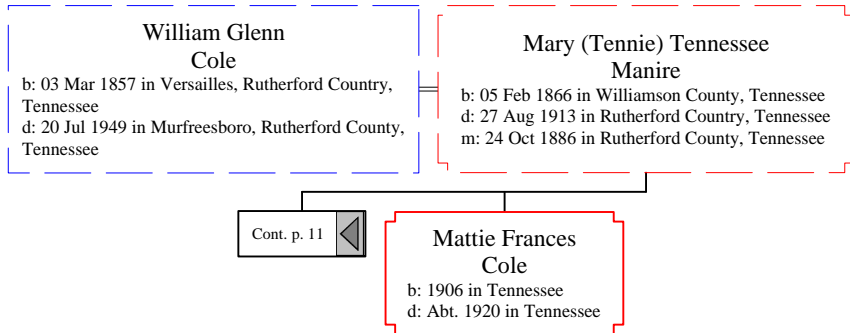 William Glenn
Cole
b: 03 Mar 1857 in Versailles, Rutherford Country,
Tennessee
d: 20 Jul 1949 in Murfreesboro, Rutherford County,
Tennessee
Mary (Tennie) Tennessee
Manire
b: 05 Feb 1866 in Williamson County, Tennessee
d: 27 Aug 1913 in Rutherford Country, Tennessee
m: 24 Oct 1886 in Rutherford County, Tennessee
Cont. p. 11
Mattie Frances
Cole
b: 1906 in Tennessee
d: Abt. 1920 in Tennessee